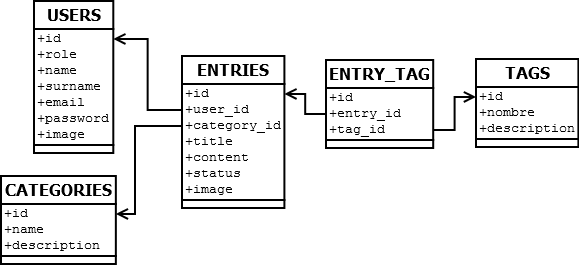 USERS
+id
+role
+name
+surname
+email
+password
+image
CATEGORIES
+id
+name
+description
ENTRIES
+id
+user_id
+category_id
+title
+content
+status
+image
ENTRY_TAG
+id
+entry_id
+tag_id
TAGS
+id
+nombre
+description